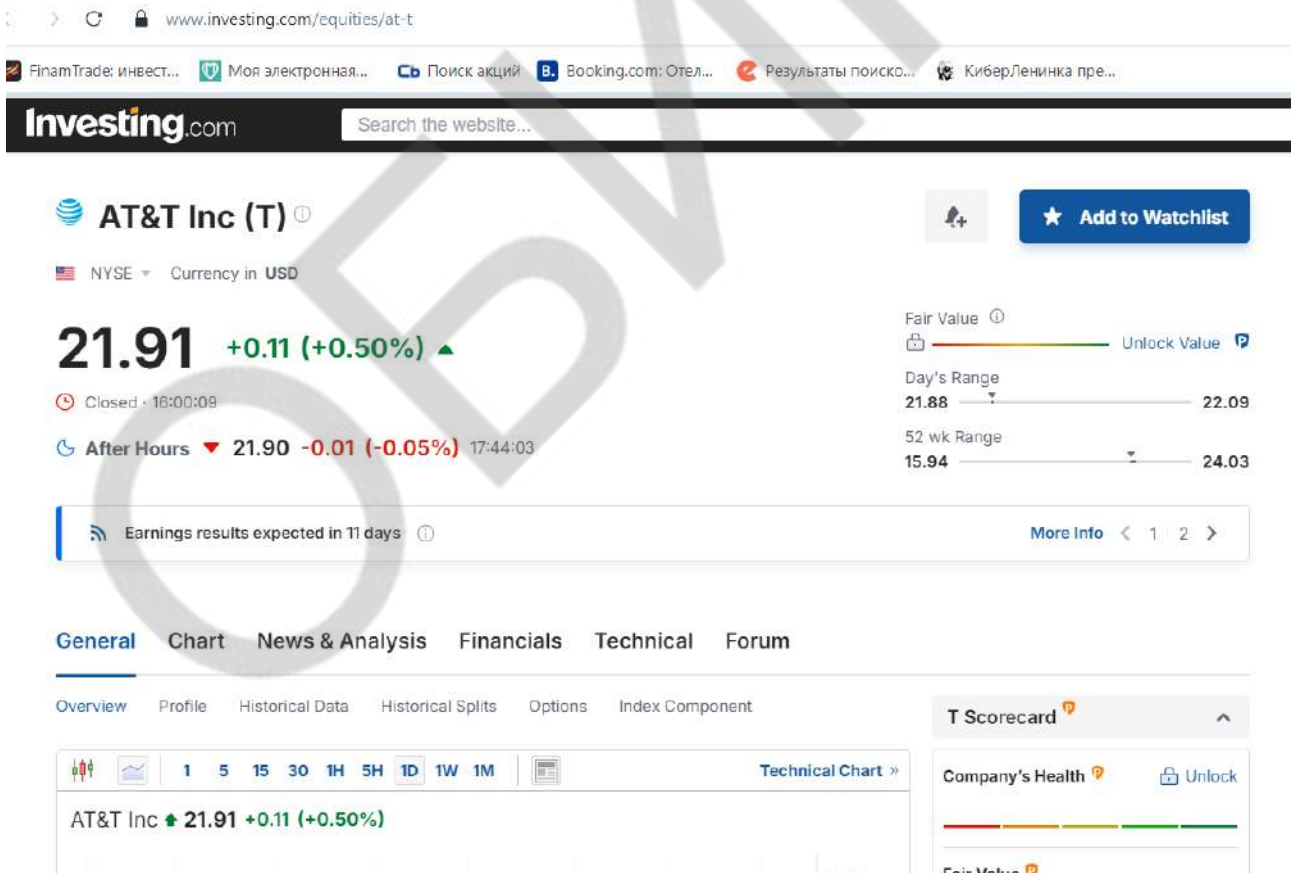 www.investing.com/equities/at-t
FinamTrade: инвест... Моя электронная... Сь Поиск акций B. Booking.com: Отел... Результаты поиско... КиберЛенинка пре...
Investing.com Search the website...
AT&T Inc (T)
Add to Watchlist
NYSE Currency in USD
21.91 +0.11 (+0.50%)
Fair Value
Unlock Value
Closed · 16:00:09
Day's Range
21.88 22.09
After Hours 21.90 -0.01 (-0.05%) 17:44:03
52 wk Range
15.94 24.03
Earnings results expected in 11 days More Info 1 2
General Chart News & Analysis Financials Technical Forum
Overview Profile Historical Data Historical Splits Options Index Component
T Scorecard
1 5 15 30 1H 5H 1D 1W 1M Technical Chart »
Company's Health Unlock
AT&T Inc 21.91 +0.11 (+0.50%)
Fair Value